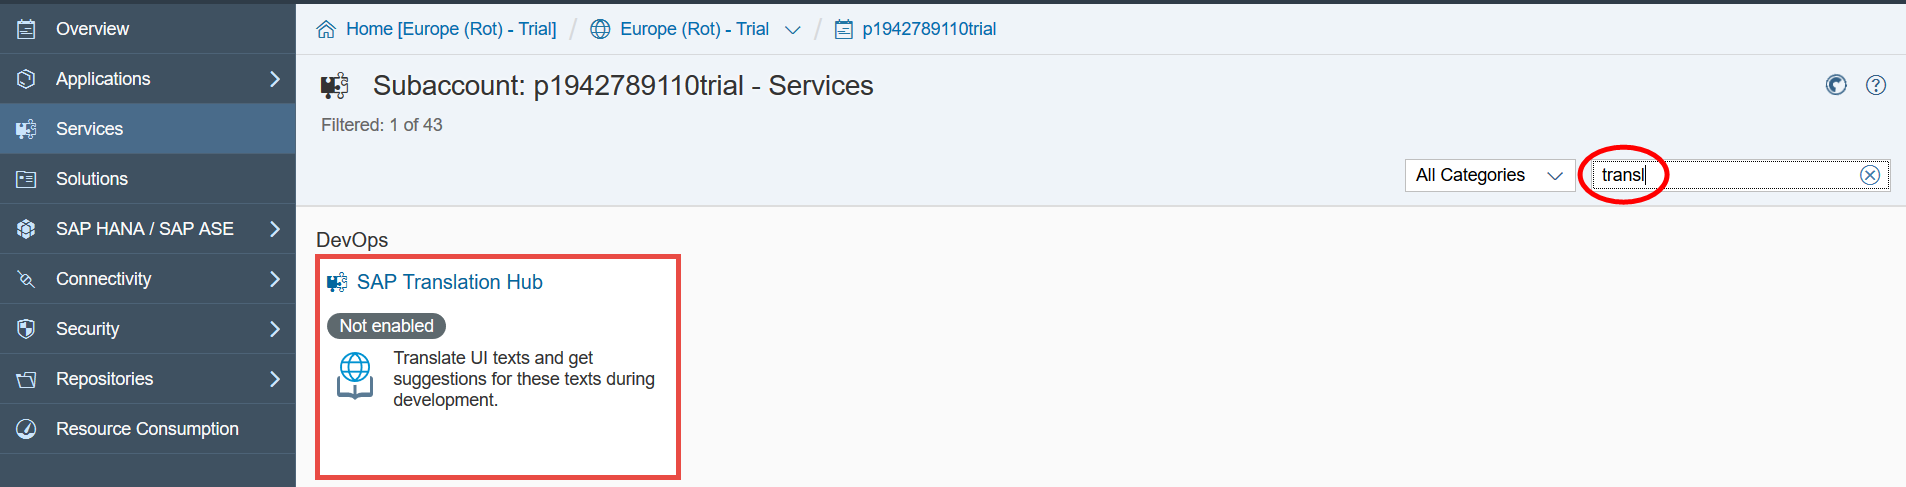 Overview
Applications
Services
Solutions
SAP HANA / SAP ASE
Connectivity
Security
Repositories
Resource Consumption
Home [Europe (Rot) - Trial] / Europe (Rot) - Trial / p1942789110trial
Subaccount: p1942789110trial - Services
Filtered: 1 of 43
All Categories
transl
DevOps
SAP Translation Hub
Not enabled
Translate UI texts and get
suggestions for these texts during
development.